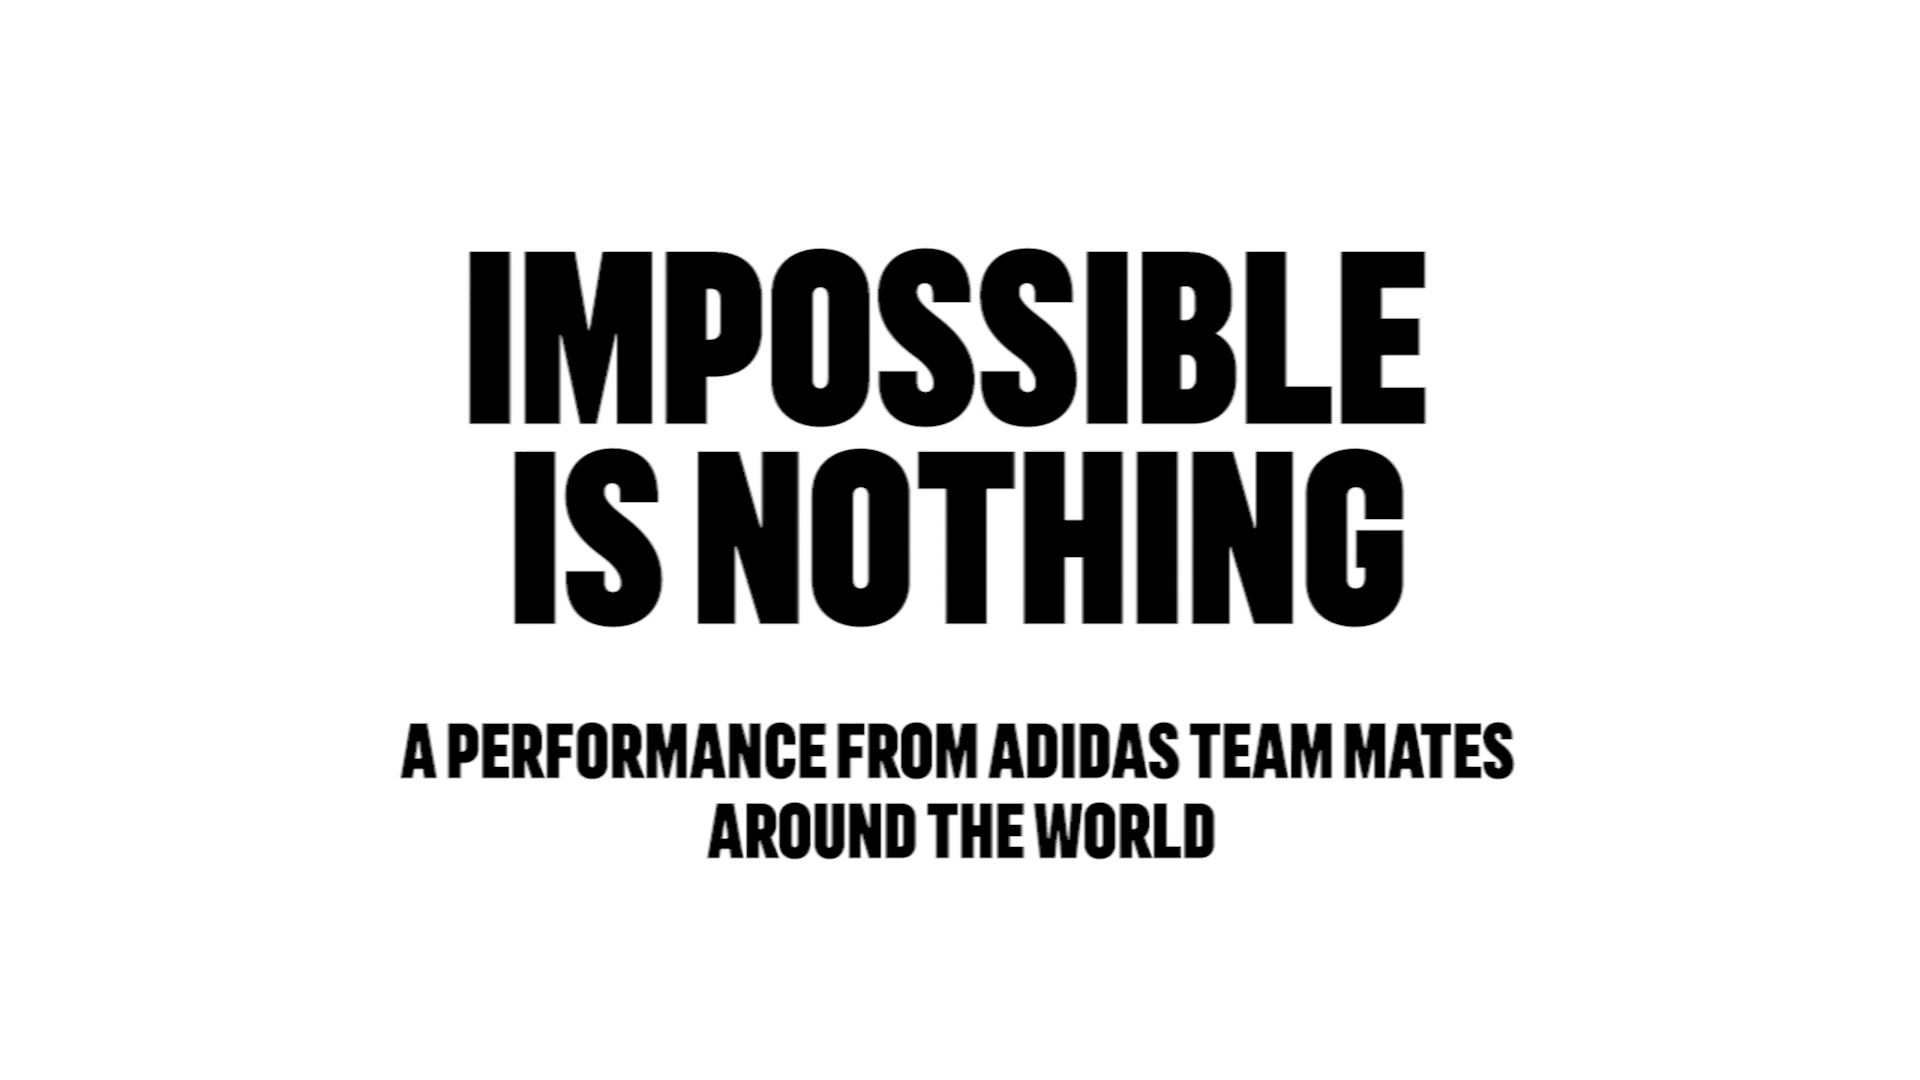 IMPOSSIBLE
IS NOTHING
A PERFORMANCE FROM ADIDAS TEAM MATES
AROUND THE WORLD